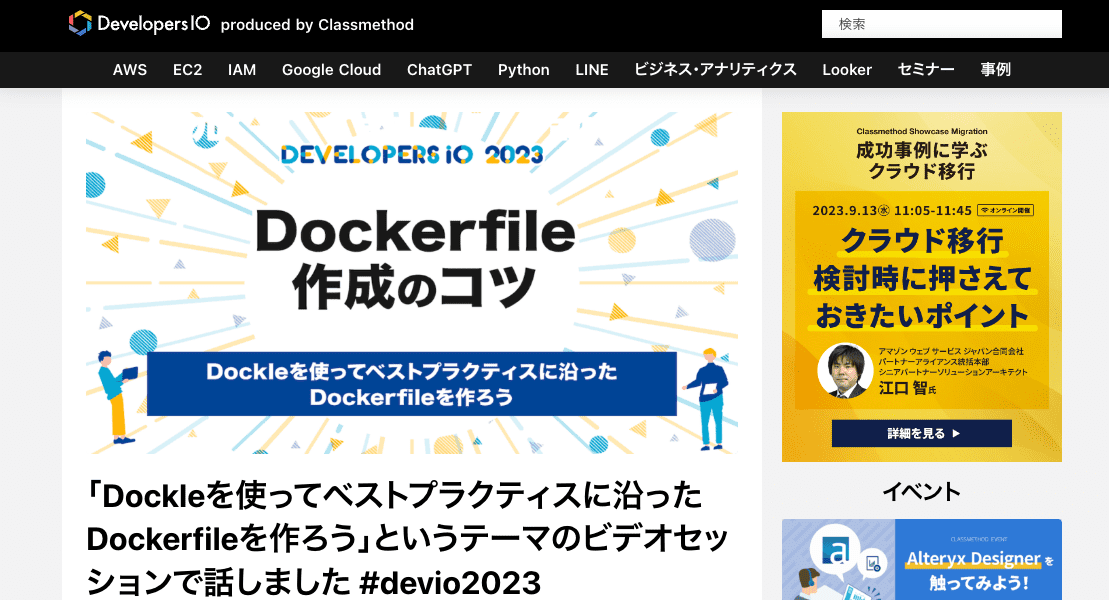 DevelopersIO produced by Classmethod
検索
AWS EC2 IAM Google Cloud ChatGPT Python LINE ビジネス・アナリティクス Looker セミナー 事例
DEVELOPERS iO 2023
Dockerfile
作成のコツ
Dockleを使ってベストプラクティスに沿った
Dockerfileを作ろう
「Dockleを使ってベストプラクティスに沿った
Dockerfileを作ろう」というテーマのビデオセッ
ションで話しました #devio2023
Classmethod Showcase Migration
成功事例に学ぶ
クラウド移行
2023.9.13㊌ 11:05-11:45 オンライン開催
クラウド移行
検討時に押さえて
おきたいポイント
アマゾン ウェブ サービス ジャパン合同会社
パートナーアライアンス統括本部
シニアパートナーソリューションアーキテクト
江口 智氏
詳細を見る ▶
イベント
CLASSMETHOD EVENT
Alteryx Designerを
触ってみよう!